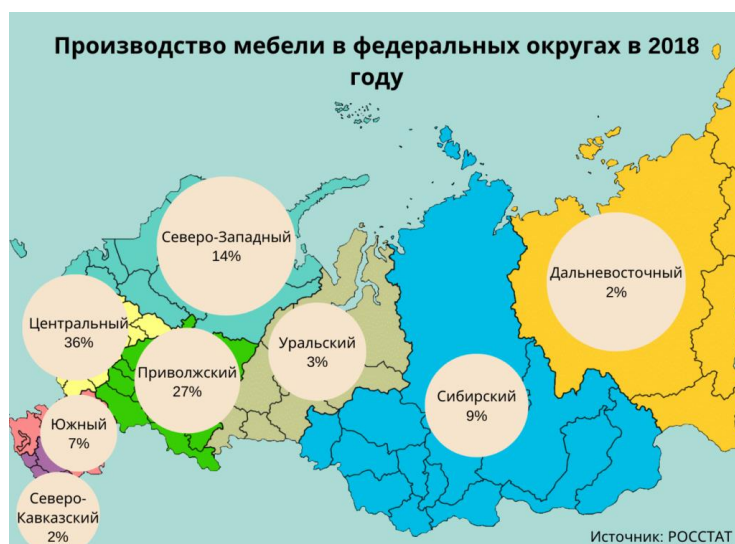 Производство мебели в федеральных округах в 2018
году
Северо-Западный
14%
Дальневосточный
2%
Центральный
36%
Уральский
3%
Приволжский
27%
Сибирский
9%
Южный
7%
Северо-
Кавказский
2%
Источник: РОССТАТ